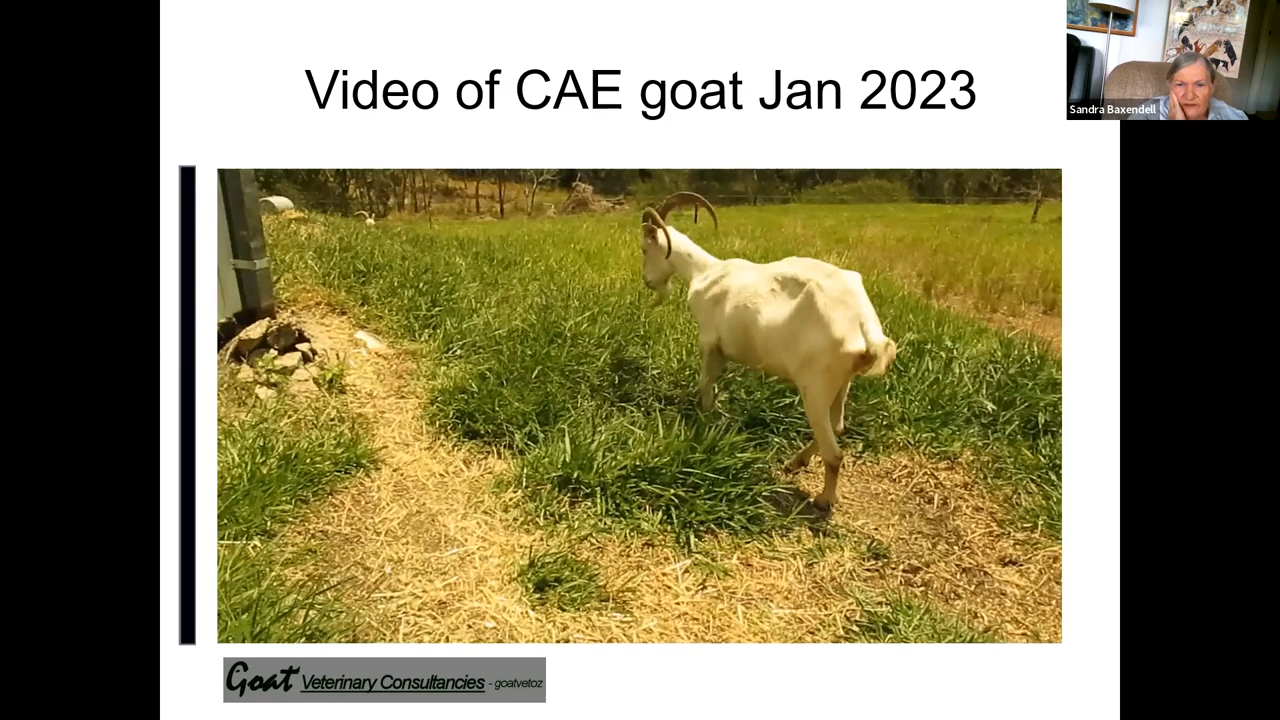 Video of CAE goat Jan 2023
Sandra Baxendell
Goat Veterinary Consultancies - goatvetoz